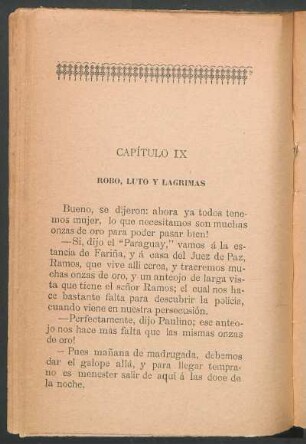 CAPÍTULO IX
ROBO, LUTO Y LAGRIMAS
Bueno, se dijeron: ahora ya todos tene-
mos mujer, lo que necesitamos son muchas
onzas de oro para poder pasar bien!
—Sí, dijo el "Paraguay," vamos á la es-
tancia de Fariña, y á casa del Juez de Paz,
Ramos, que vive allí cerca, y traeremos mu-
chas onzas de oro, y un anteojo de larga vis-
ta que tiene el señor Ramos; el cual nos ha-
ce bastante falta para descubrir la policía,
cuando viene en nuestra persecusión.
—Perfectamente, dijo Paulino; ese ante-
ojo nos hace más falta que las mismas onzas
de oro!
— Pues mañana de madrugada, debemos
dar el galope allá, y para llegar tempra-
no es menester salir de aquí á las doce de
la noche.